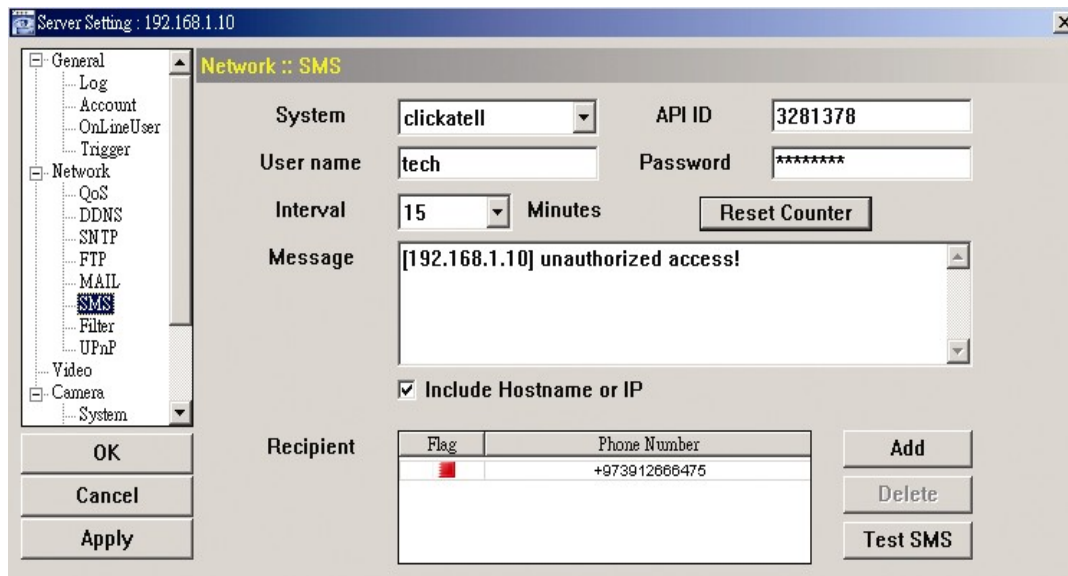 Server Setting : 192.168.1.10
General
Log
Account
OnLineUser
Trigger
Network
QoS
DDNS
SNTP
FTP
MAIL
SMS
Filter
UPnP
Video
Camera
System
OK
Cancel
Apply
Network :: SMS
System clickatell API ID 3281378
User name tech Password ********
Interval 15 Minutes Reset Counter
Message [192.168.1.10] unauthorized access!
Include Hostname or IP
Recipient Flag Phone Number Add
+973912666475
Delete
Test SMS